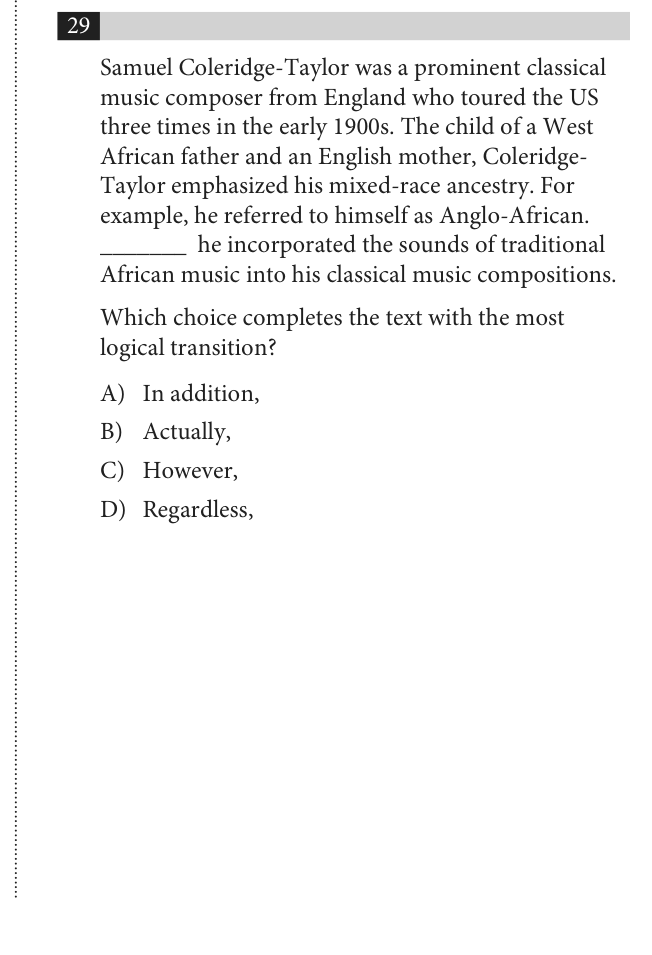 29
Samuel Coleridge-Taylor was a prominent classical
music composer from England who toured the US
three times in the early 1900s. The child of a West
African father and an English mother, Coleridge-
Taylor emphasized his mixed-race ancestry. For
example, he referred to himself as Anglo-African.
_______ he incorporated the sounds of traditional
African music into his classical music compositions.
Which choice completes the text with the most
logical transition?
A) In addition,
B) Actually,
C) However,
D) Regardless,